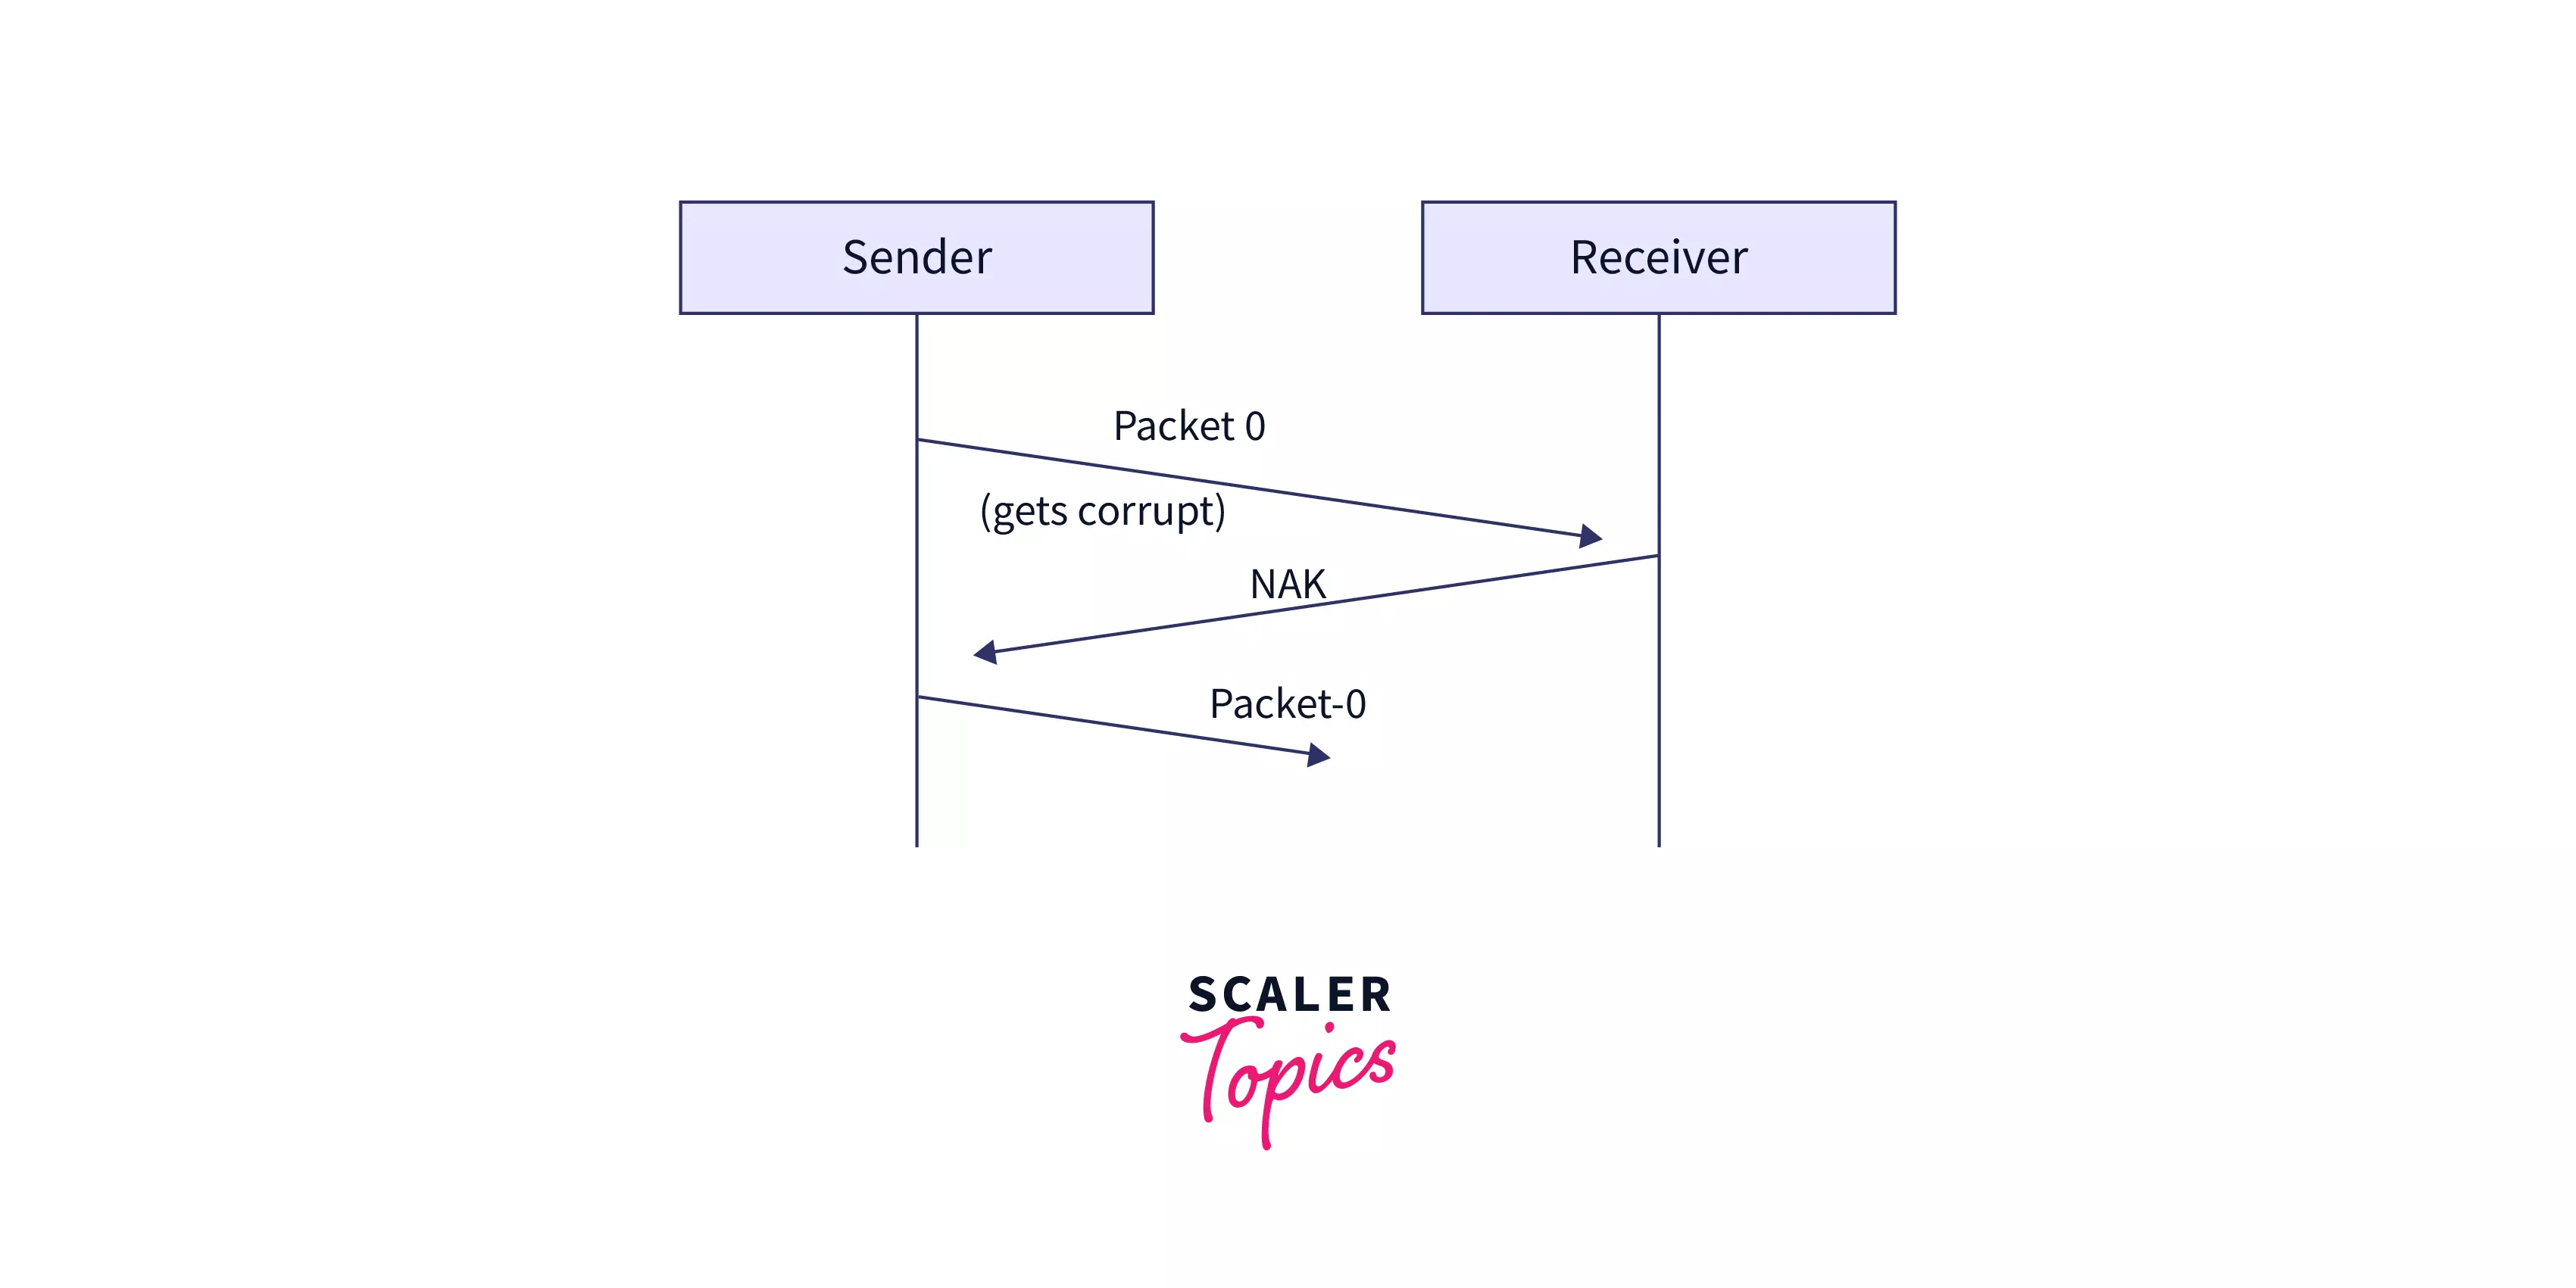 Sender
Receiver
Packet 0
(gets corrupt)
NAK
Packet-0
SCALER
Topics